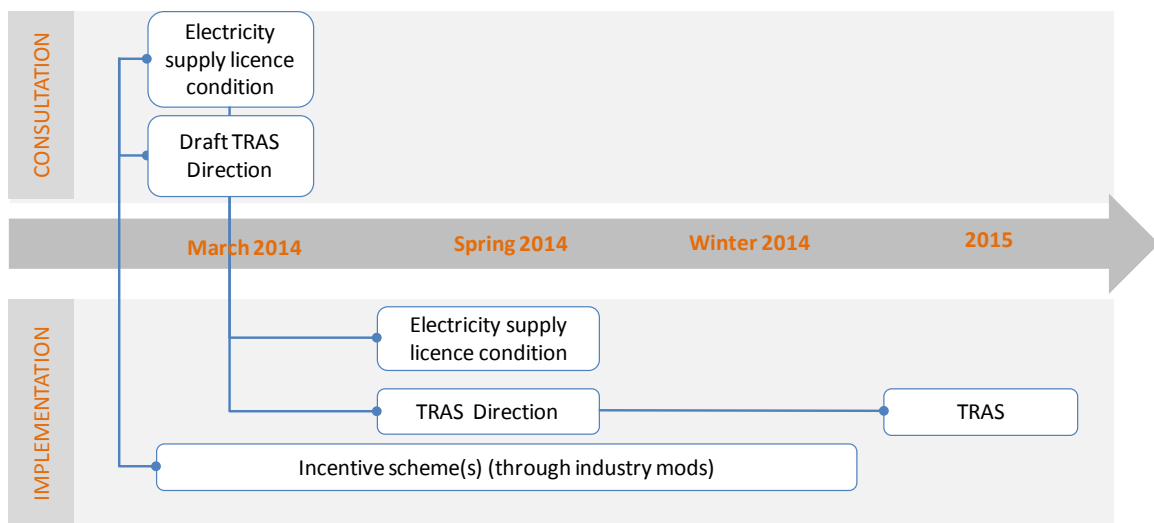 CONSULTATION
Electricity
supply licence
condition
Draft TRAS
Direction
March 2014
Spring 2014
Winter 2014
2015
IMPLEMENTATION
Electricity supply
licence condition
TRAS Direction
TRAS
Incentive scheme(s) (through industry mods)